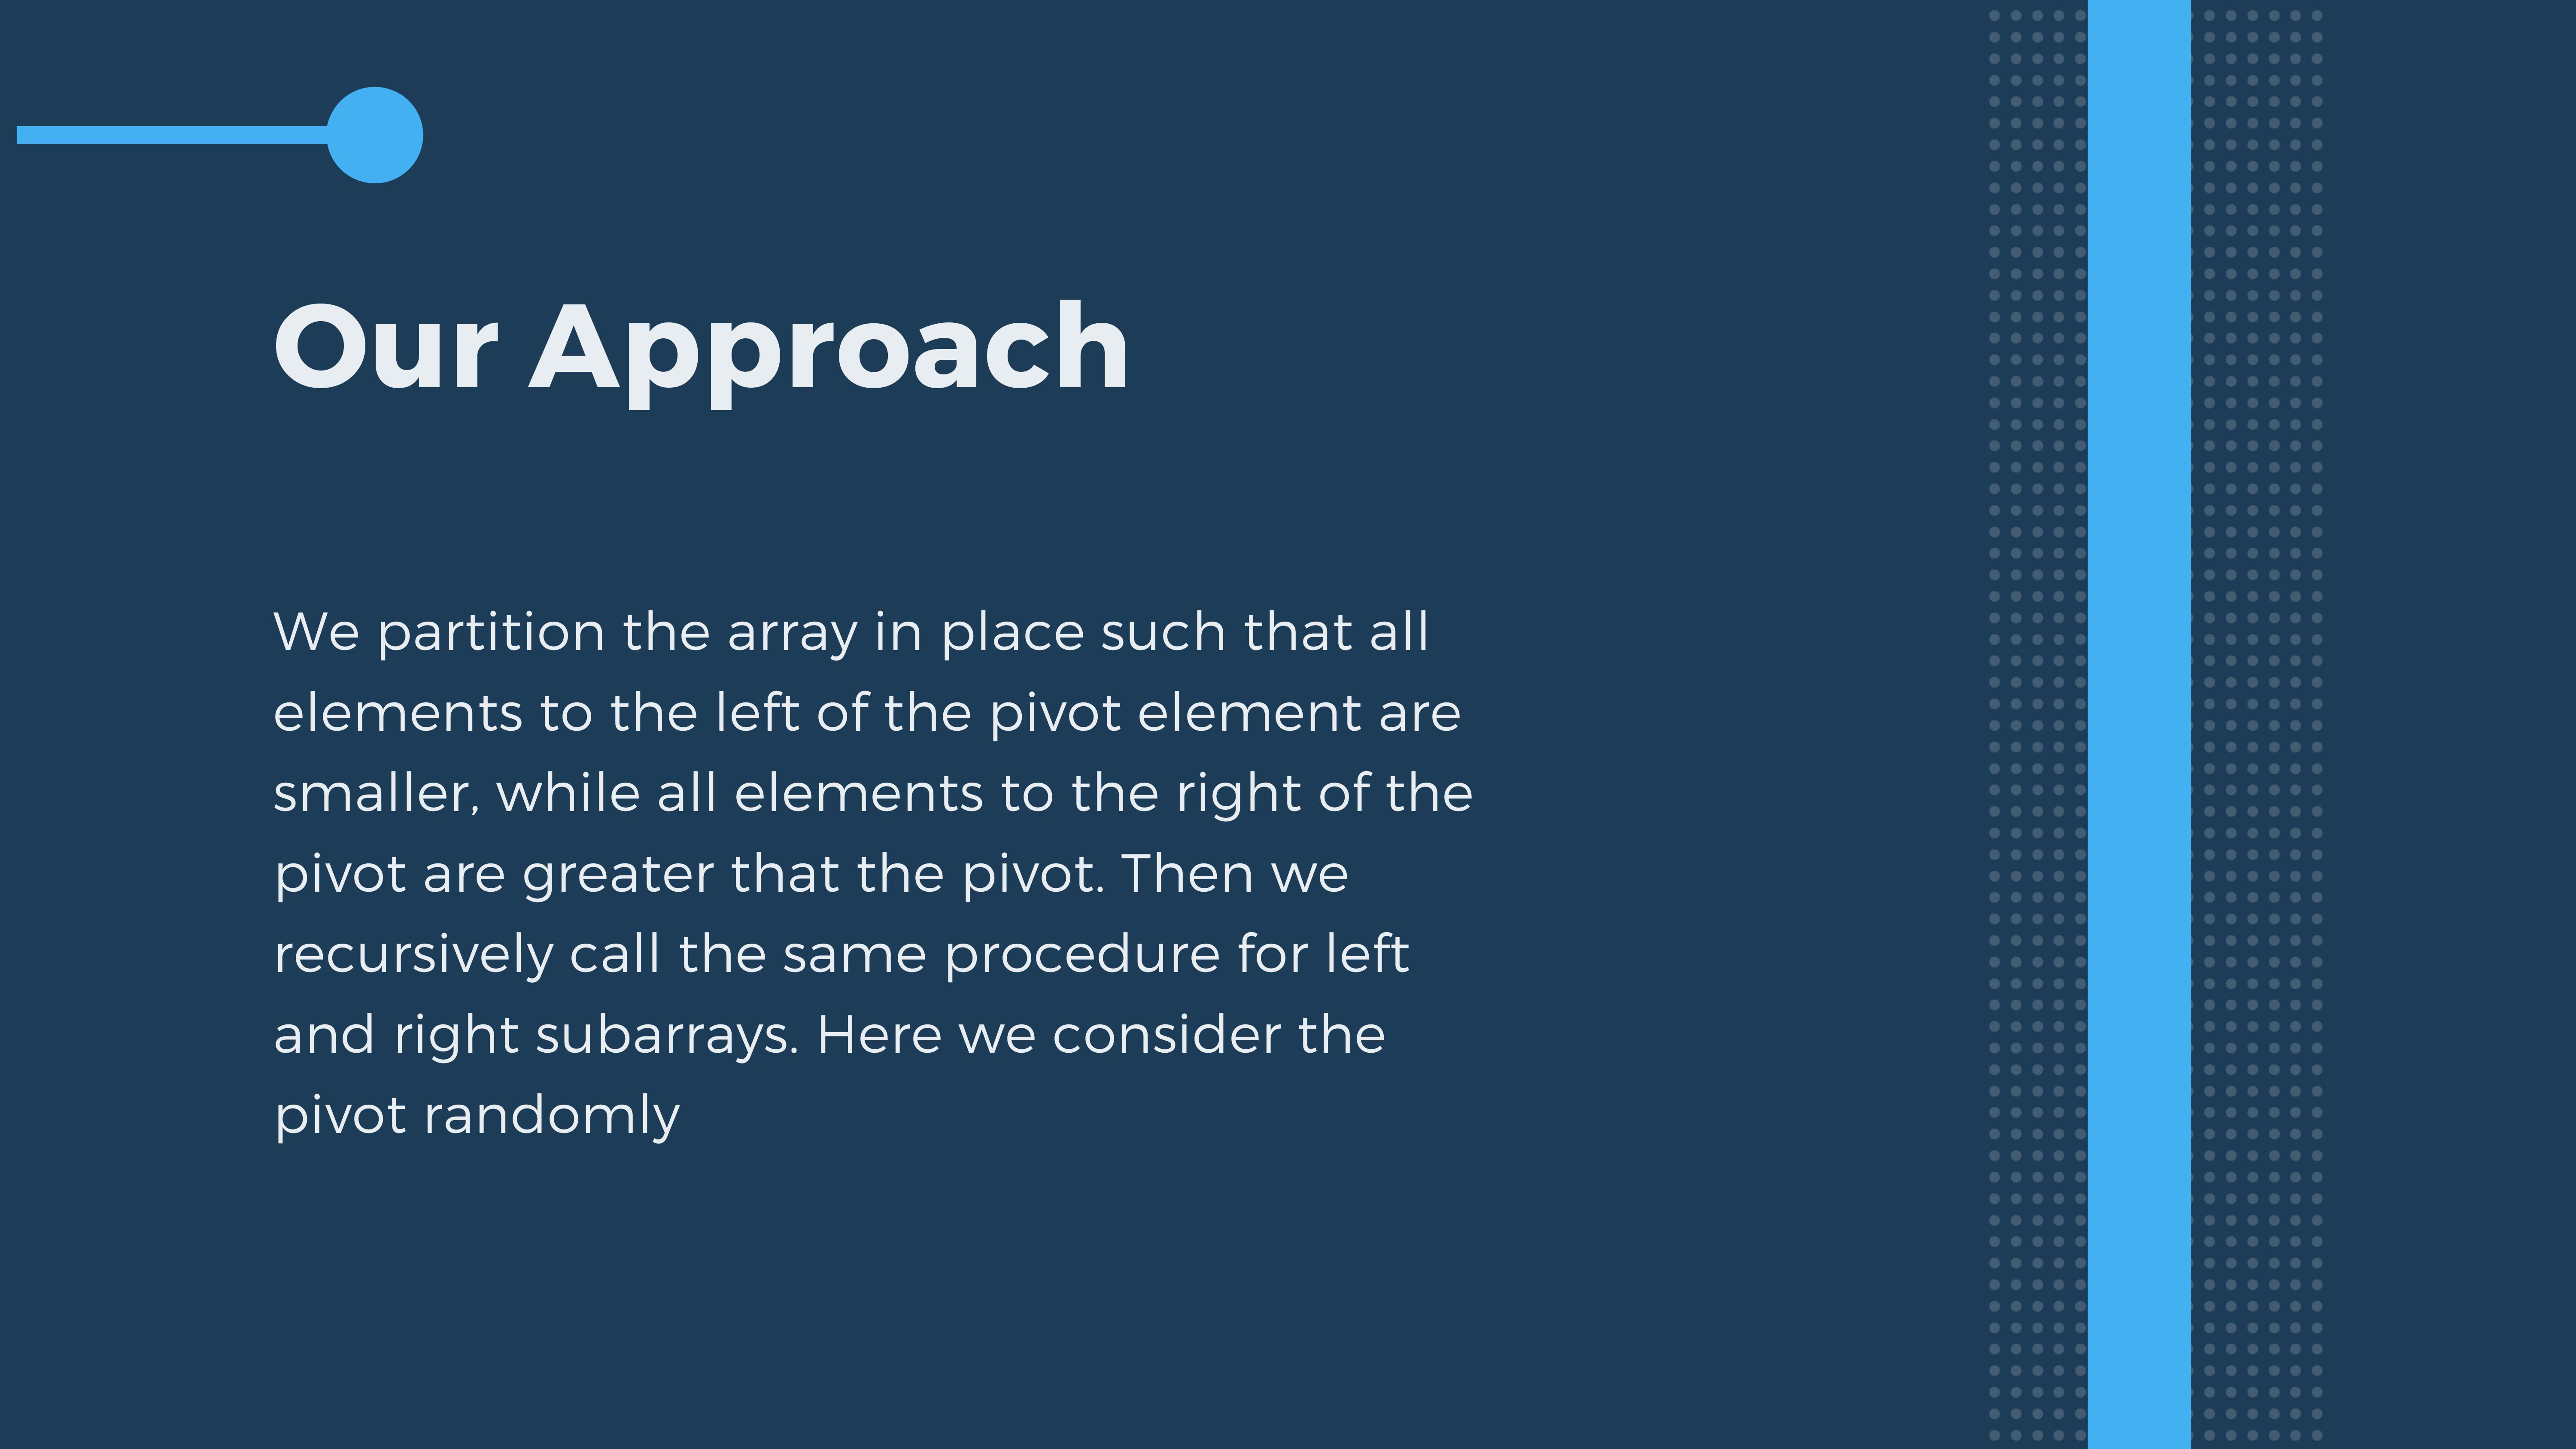 Our Approach
We partition the array in place such that all
elements to the left of the pivot element are
smaller, while all elements to the right of the
pivot are greater that the pivot. Then we
recursively call the same procedure for left
and right subarrays. Here we consider the
pivot randomly